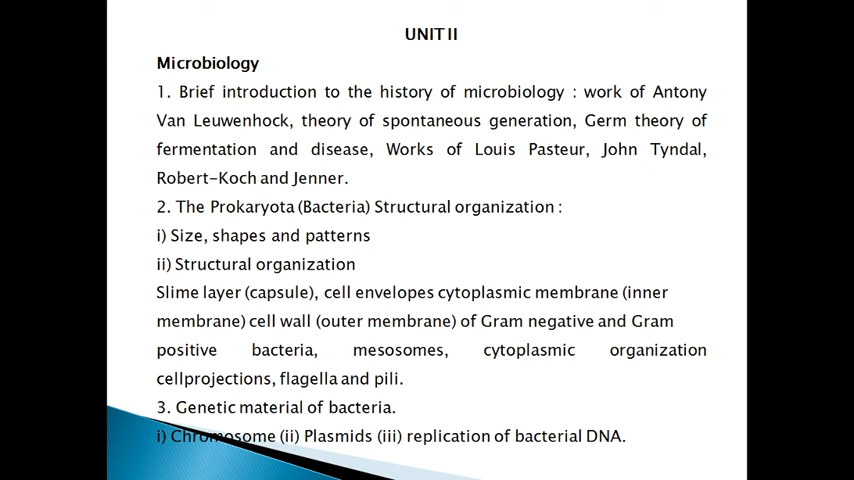 UNIT II
Microbiology
1. Brief introduction to the history of microbiology : work of Antony
Van Leuwenhock, theory of spontaneous generation, Germ theory of
fermentation and disease, Works of Louis Pasteur, John Tyndal,
Robert-Koch and Jenner.
2. The Prokaryota (Bacteria) Structural organization :
i) Size, shapes and patterns
ii) Structural organization
Slime layer (capsule), cell envelopes cytoplasmic membrane (inner
membrane) cell wall (outer membrane) of Gram negative and Gram
positive bacteria, mesosomes, cytoplasmic organization
cellprojections, flagella and pili.
3. Genetic material of bacteria.
i) Chromosome (ii) Plasmids (iii) replication of bacterial DNA.